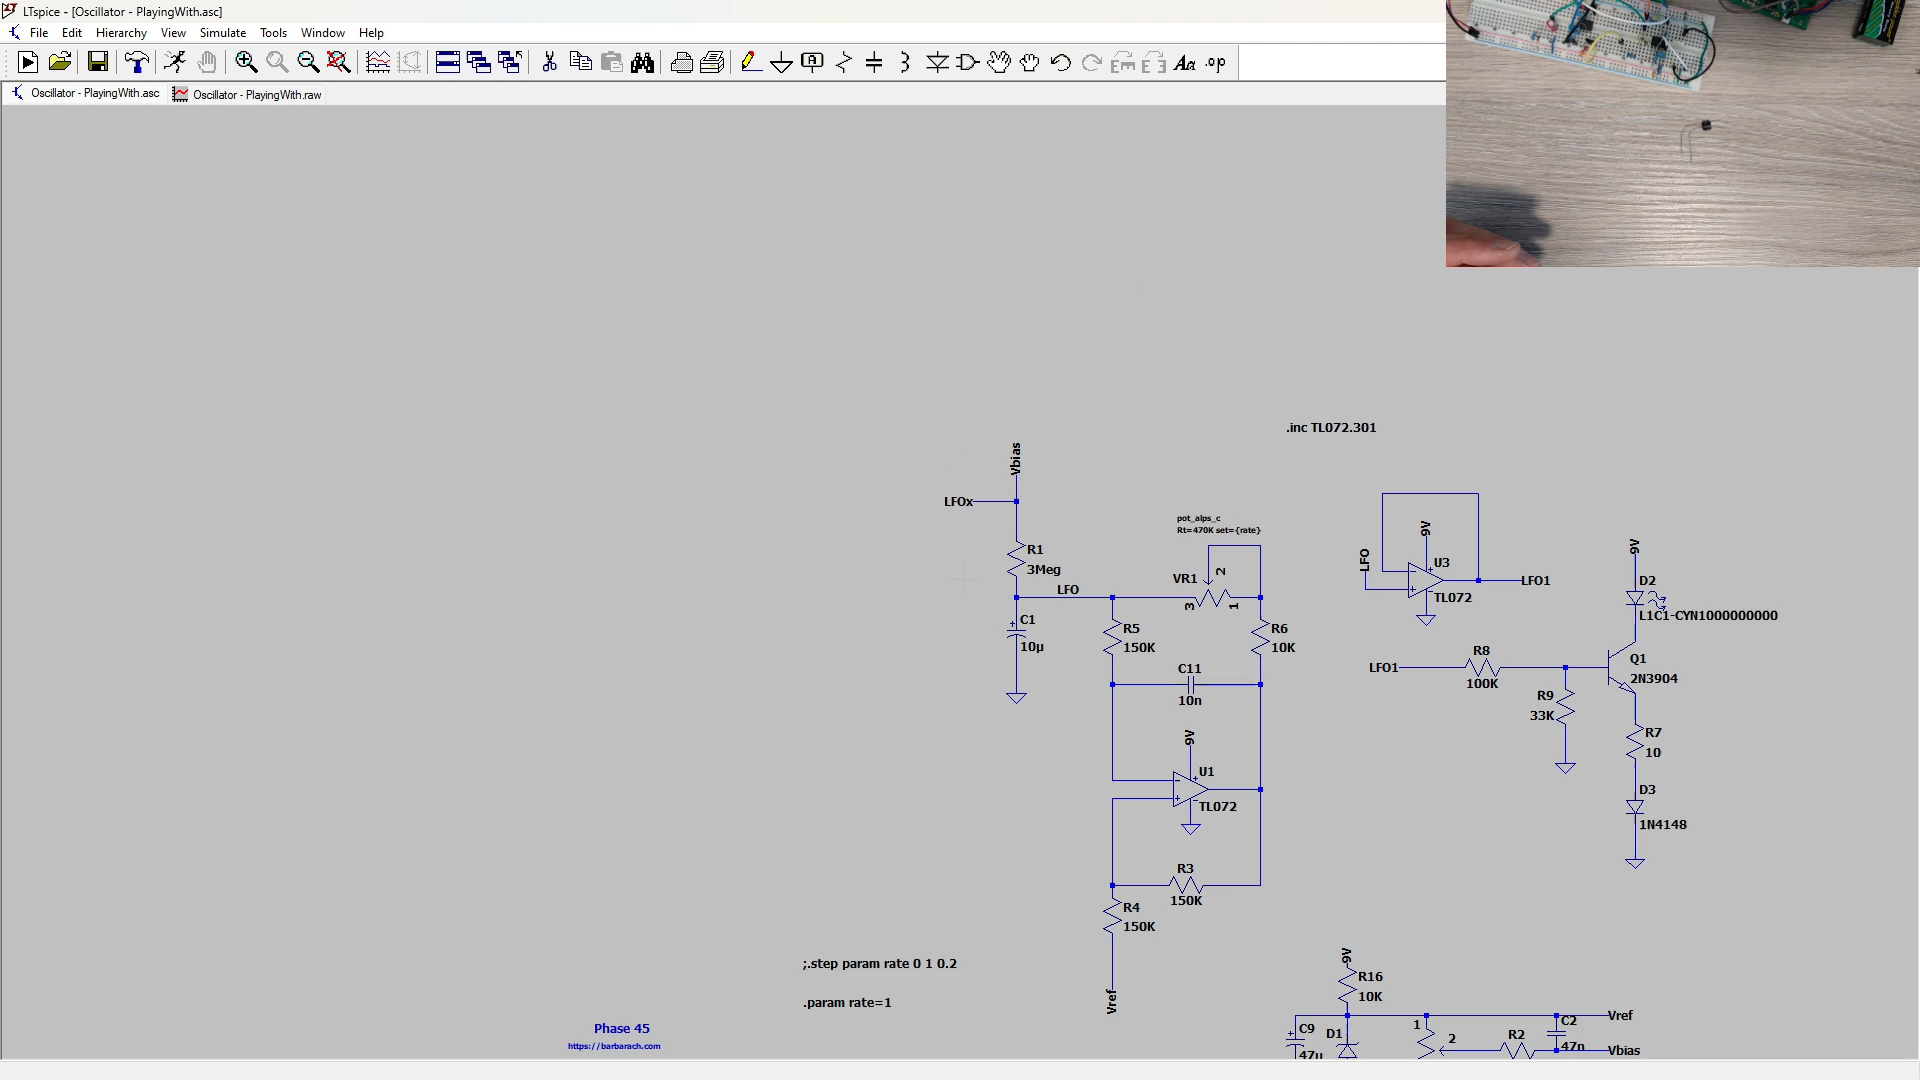 LTspice - [Oscillator - PlayingWith.asc]
File Edit Hierarchy View Simulate Tools Window Help
Aa .op
Oscillator - PlayingWith.asc Oscillator - PlayingWith.raw
.inc TL072.301
Vbias
LFOx
R1
3Meg
LFO
C1
10µ
pot_alps_c
Rt=470K set={rate}
VR1
2
3
1
R5
150K
R6
10K
C11
10n
9V
U1
TL072
R3
150K
R4
150K
Vref
LFO
9V
U3
TL072
LFO1
9V
D2
L1C1-CYN1000000000
LFO1
R8
100K
Q1
2N3904
R9
33K
R7
10
D3
1N4148
;.step param rate 0 1 0.2
.param rate=1
Phase 45
https://barbarach.com
9V
R16
10K
C9
47µ
D1
1
2
R2
C2
47n
Vref
Vbias